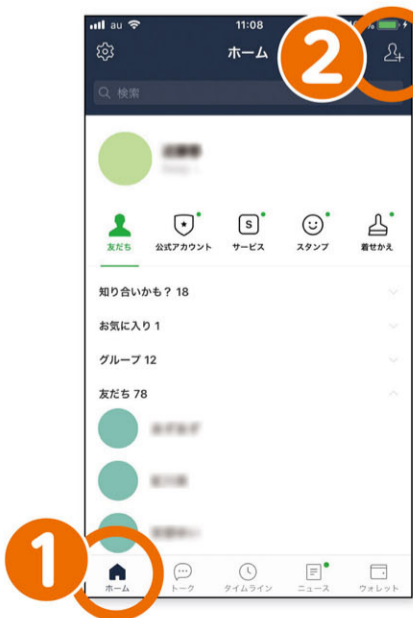 au 11:08
ホーム
2
検索
友だち 公式アカウント サービス スタンプ 着せかえ
知り合いかも? 18
お気に入り 1
グループ 12
友だち 78
1
ホーム トーク タイムライン ニュース ウォレット